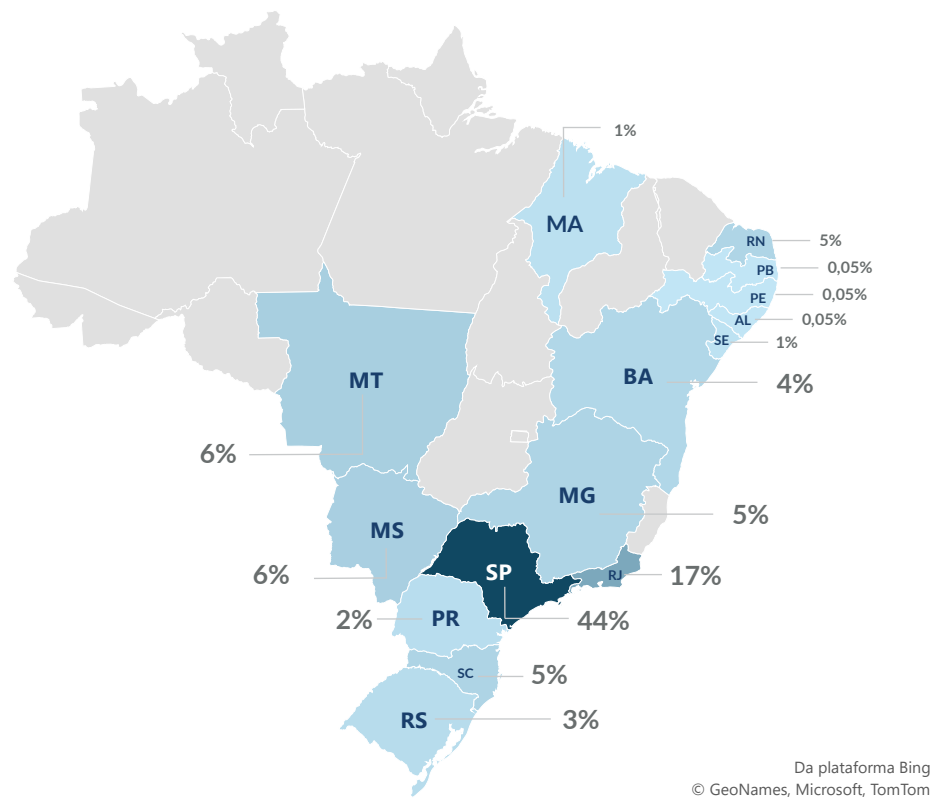 1%
MA
RN
5%
PB
0,05%
PE
0,05%
AL
0,05%
SE
1%
BA
4%
MT
6%
MG
5%
MS
6%
SP
44%
RJ
17%
PR
2%
SC
5%
RS
3%
Da plataforma Bing
© GeoNames, Microsoft, TomTom